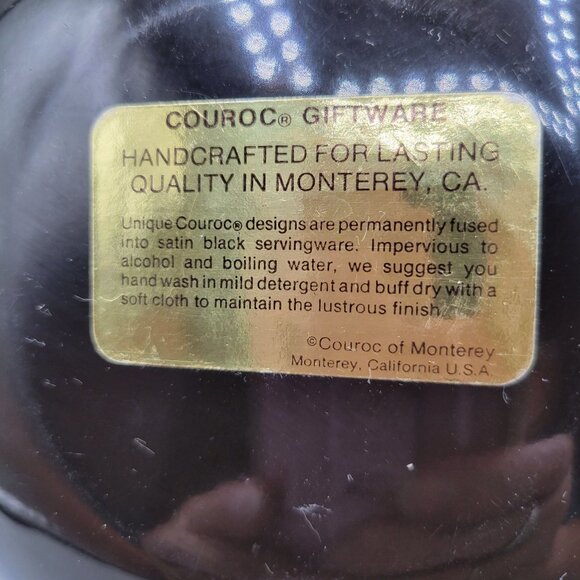 COUROC® GIFTWARE
HANDCRAFTED FOR LASTING
QUALITY IN MONTEREY, CA.
Unique Couroc® designs are permanently fused
into satin black servingware. Impervious to
alcohol and boiling water, we suggest you
hand wash in mild detergent and buff dry with a
soft cloth to maintain the lustrous finish.
©Couroc of Monterey
Monterey, California U.S.A.